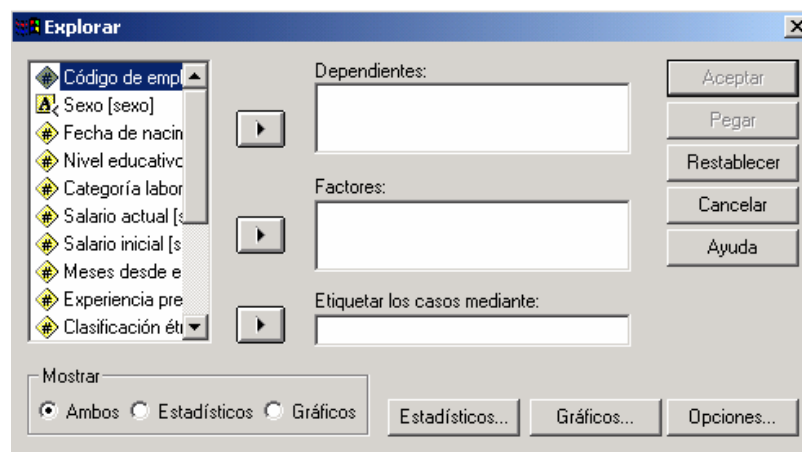 Explorar
Código de empl
Sexo [sexo]
Fecha de nacin
Nivel educativo
Categoría labor
Salario actual [s
Salario inicial [s
Meses desde e
Experiencia pre
Clasificación étn
Dependientes:
Factores:
Etiquetar los casos mediante:
Aceptar
Pegar
Restablecer
Cancelar
Ayuda
Mostrar
Ambos Estadísticos Gráficos
Estadísticos... Gráficos... Opciones...